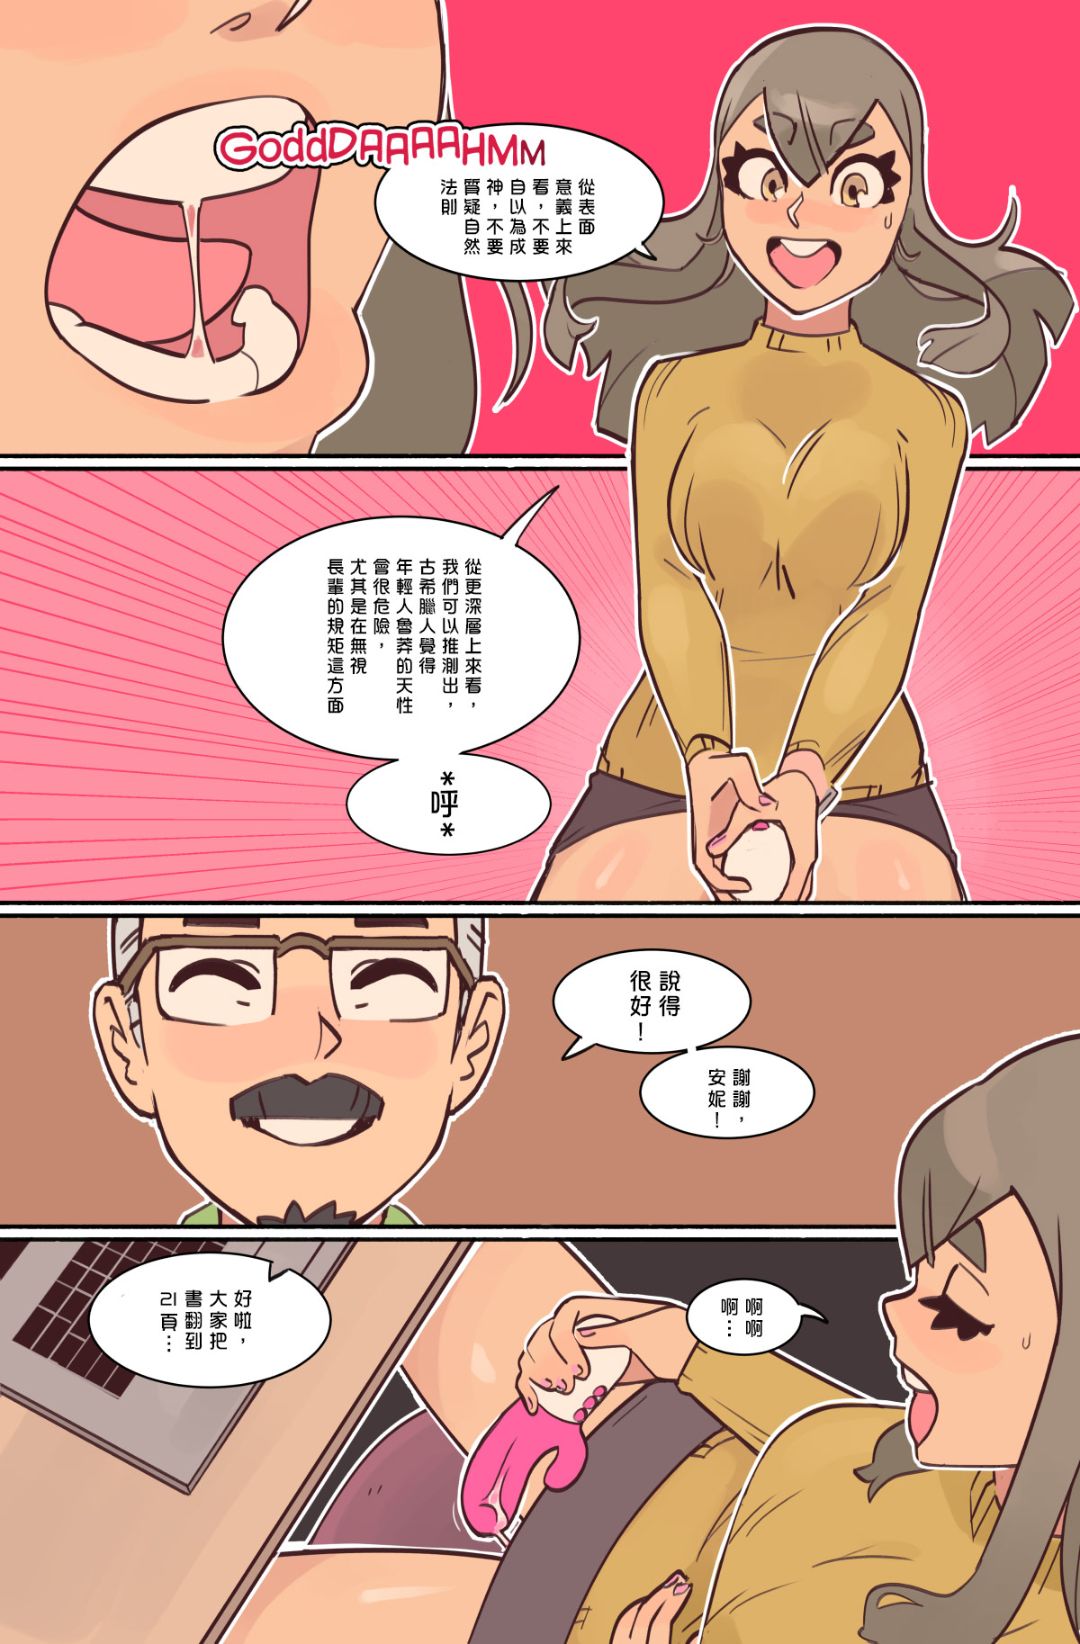 GoddDAAAAHMM
從表面
意義上來
看，不要
自以為成
神，不要
質疑自然
法則
從更深層上來看，
我們可以推測出，
古希臘人覺得
年輕人魯莽的天性
會很危險，
尤其是在無視
長輩的規矩這方面
*呼*
說得
很好！
謝謝，
安妮！
好啦，
大家把
書翻到
21頁…
啊啊
啊…